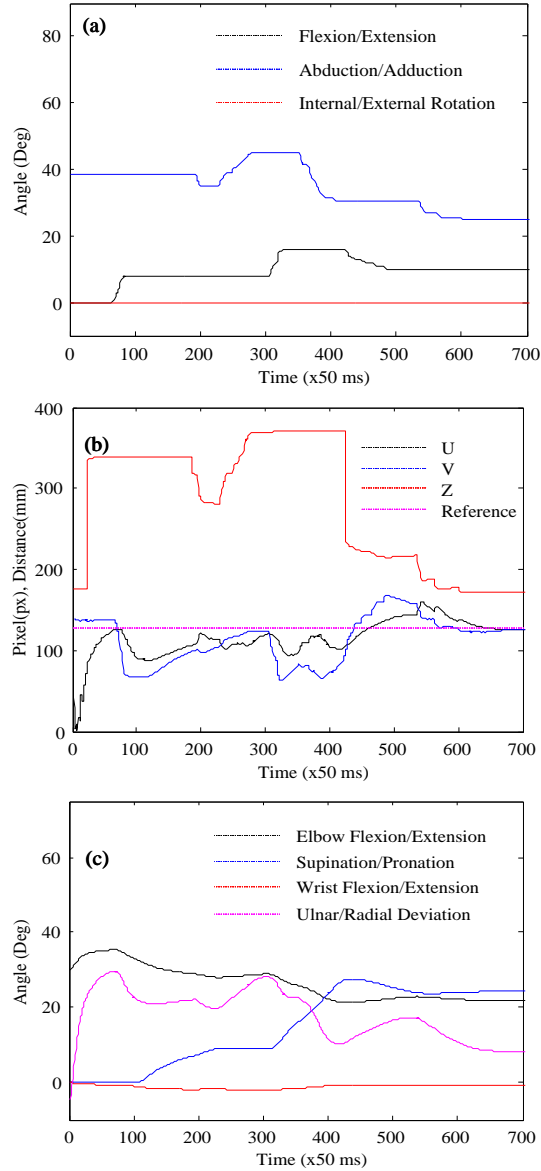 (a)
Flexion/Extension
Abduction/Adduction
Internal/External Rotation
Angle (Deg)
80
60
40
20
0
0 100 200 300 400 500 600 700
Time (x50 ms)
(b)
U
V
Z
Reference
Pixel(px), Distance(mm)
400
300
200
100
0
0 100 200 300 400 500 600 700
Time (x50 ms)
(c)
Elbow Flexion/Extension
Supination/Pronation
Wrist Flexion/Extension
Ulnar/Radial Deviation
Angle (Deg)
60
40
20
0
0 100 200 300 400 500 600 700
Time (x50 ms)